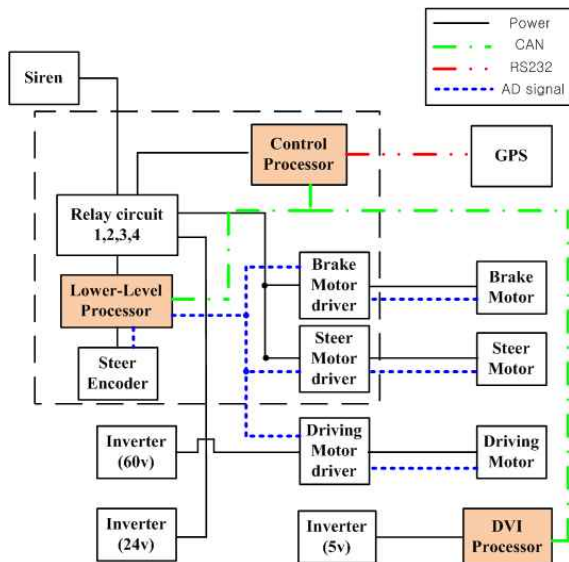 Power
CAN
RS232
AD signal
Siren
Control
Processor
GPS
Relay circuit
1,2,3,4
Lower-Level
Processor
Brake
Motor
driver
Brake
Motor
Steer
Encoder
Steer
Motor
driver
Steer
Motor
Inverter
(60v)
Driving
Motor
driver
Driving
Motor
Inverter
(24v)
Inverter
(5v)
DVI
Processor